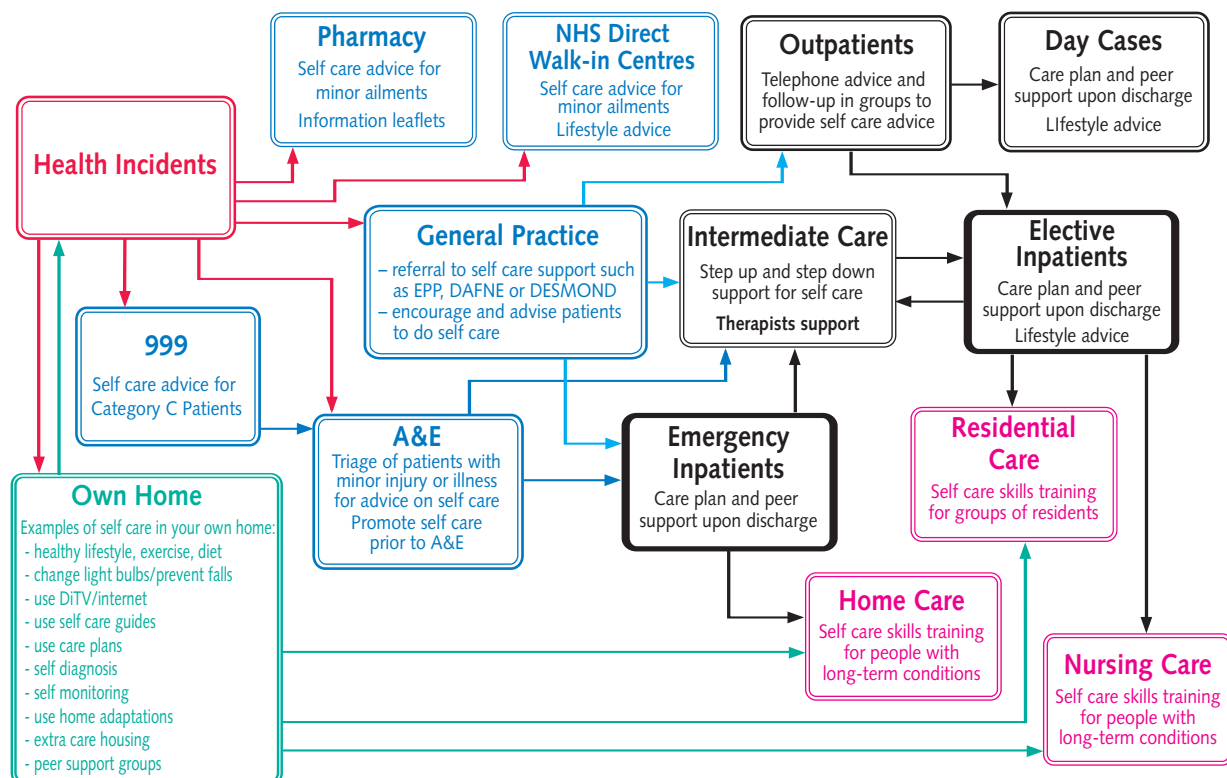 Pharmacy
Self care advice for
minor ailments
Information leaflets
NHS Direct
Walk-in Centres
Self care advice for
minor ailments
Lifestyle advice
Outpatients
Telephone advice and
follow-up in groups to
provide self care advice
Day Cases
Care plan and peer
support upon discharge
LIfestyle advice
Health Incidents
General Practice
– referral to self care support such
as EPP, DAFNE or DESMOND
– encourage and advise patients
to do self care
Intermediate Care
Step up and step down
support for self care
Therapists support
Elective
Inpatients
Care plan and peer
support upon discharge
Lifestyle advice
999
Self care advice for
Category C Patients
A&E
Triage of patients with
minor injury or illness
for advice on self care
Promote self care
prior to A&E
Emergency
Inpatients
Care plan and peer
support upon discharge
Residential
Care
Self care skills training
for groups of residents
Own Home
Examples of self care in your own home:
- healthy lifestyle, exercise, diet
- change light bulbs/prevent falls
- use DiTV/internet
- use self care guides
- use care plans
- self diagnosis
- self monitoring
- use home adaptations
- extra care housing
- peer support groups
Home Care
Self care skills training
for people with
long-term conditions
Nursing Care
Self care skills training
for people with
long-term conditions